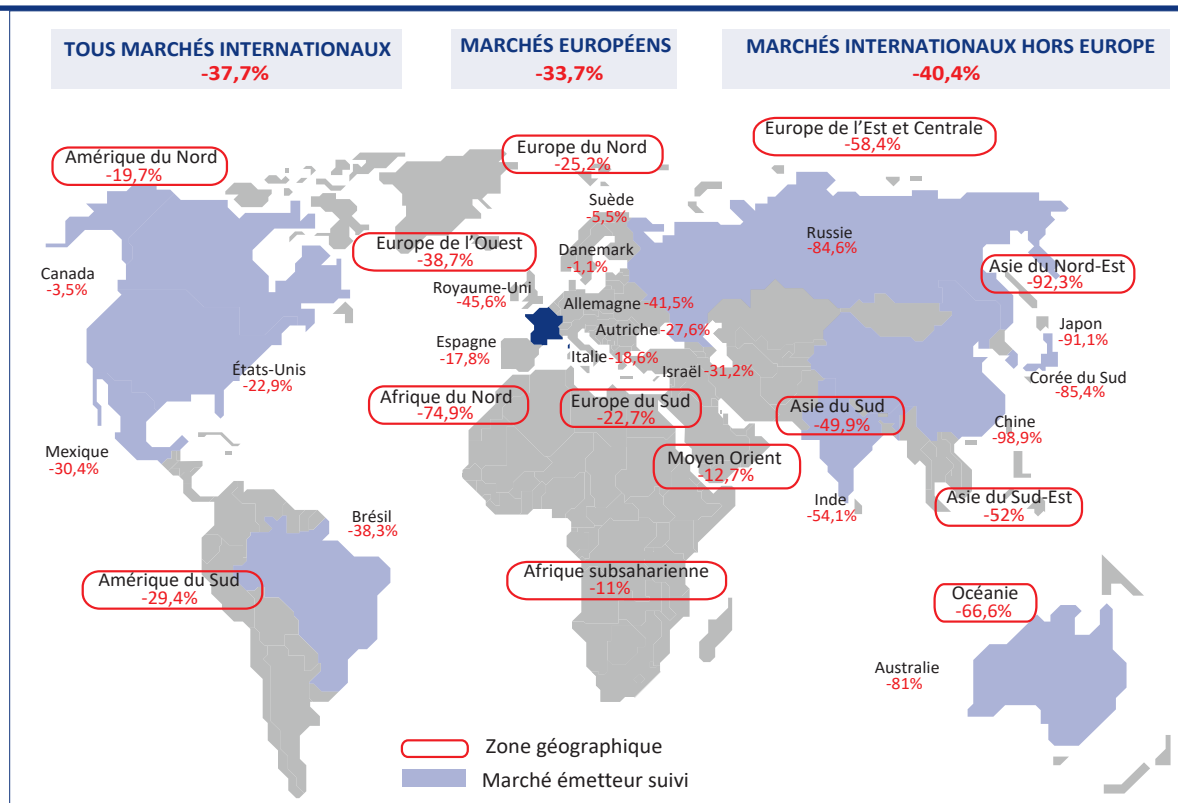 TOUS MARCHÉS INTERNATIONAUX
-37,7%
MARCHÉS EUROPÉENS
-33,7%
MARCHÉS INTERNATIONAUX HORS EUROPE
-40,4%
Amérique du Nord
-19,7%
Europe du Nord
-25,2%
Europe de l'Est et Centrale
-58,4%
Suède
-5,5%
Russie
-84,6%
Europe de l'Ouest
-38,7%
Danemark
-1,1%
Asie du Nord-Est
-92,3%
Canada
-3,5%
Royaume-Uni
-45,6%
Allemagne -41,5%
Autriche -27,6%
Japon
-91,1%
Espagne
-17,8%
Italie -18,6%
Israël -31,2%
États-Unis
-22,9%
Corée du Sud
-85,4%
Afrique du Nord
-74,9%
Europe du Sud
-22,7%
Asie du Sud
-49,9%
Chine
-98,9%
Mexique
-30,4%
Moyen Orient
-12,7%
Inde
-54,1%
Asie du Sud-Est
-52%
Brésil
-38,3%
Amérique du Sud
-29,4%
Afrique subsaharienne
-11%
Océanie
-66,6%
Australie
-81%
Zone géographique
Marché émetteur suivi